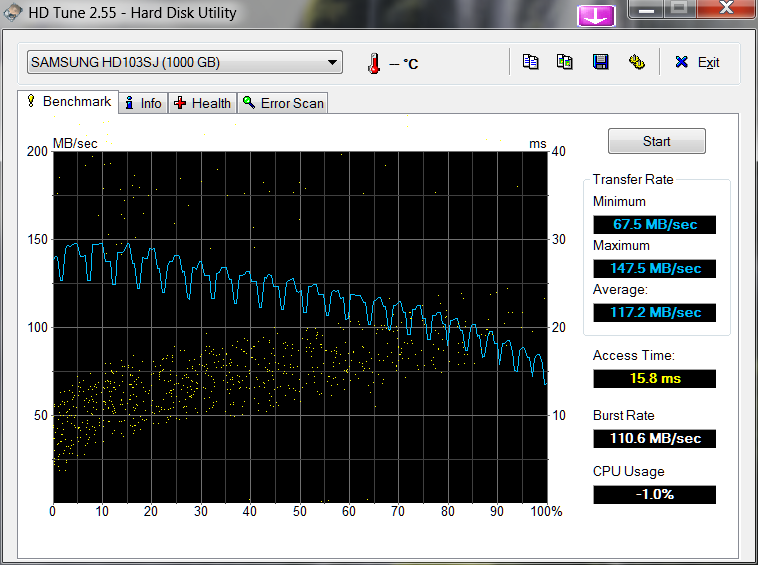 HD Tune 2.55 - Hard Disk Utility
SAMSUNG HD103SJ (1000 GB)
– °C
Exit
Benchmark
Info
Health
Error Scan
MB/sec
ms
200
150
100
50
40
30
20
10
0 10 20 30 40 50 60 70 80 90 100%
Start
Transfer Rate
Minimum
67.5 MB/sec
Maximum
147.5 MB/sec
Average:
117.2 MB/sec
Access Time:
15.8 ms
Burst Rate
110.6 MB/sec
CPU Usage
-1.0%